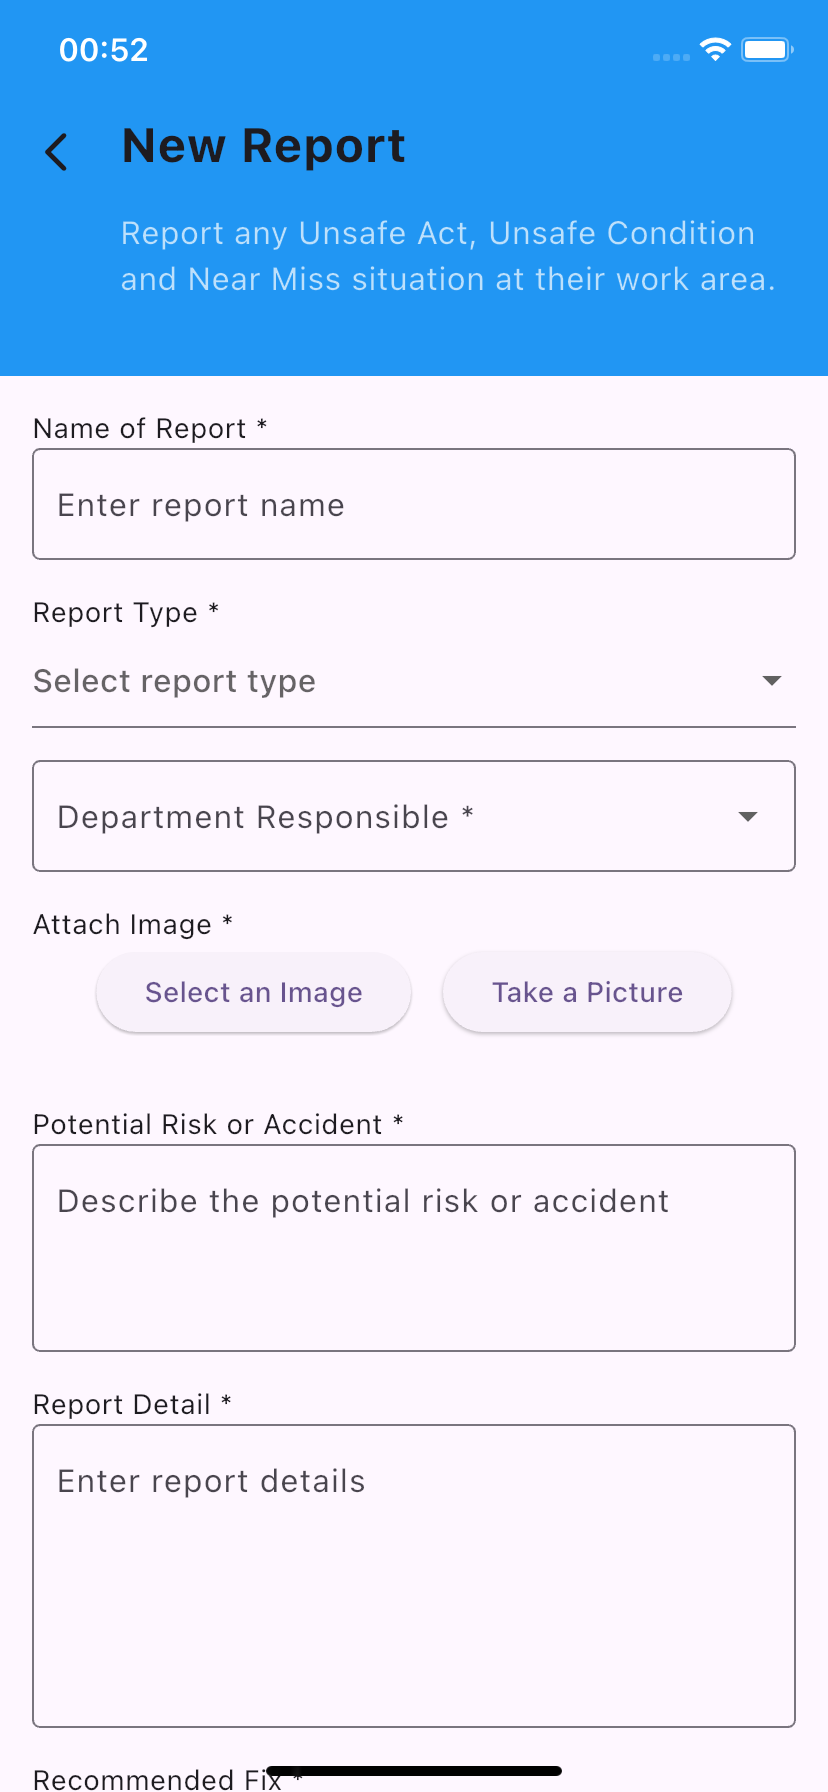 00:52
New Report
Report any Unsafe Act, Unsafe Condition
and Near Miss situation at their work area.
Name of Report *
Enter report name
Report Type *
Select report type
Department Responsible *
Attach Image *
Select an Image
Take a Picture
Potential Risk or Accident *
Describe the potential risk or accident
Report Detail *
Enter report details
Recommended Fix *